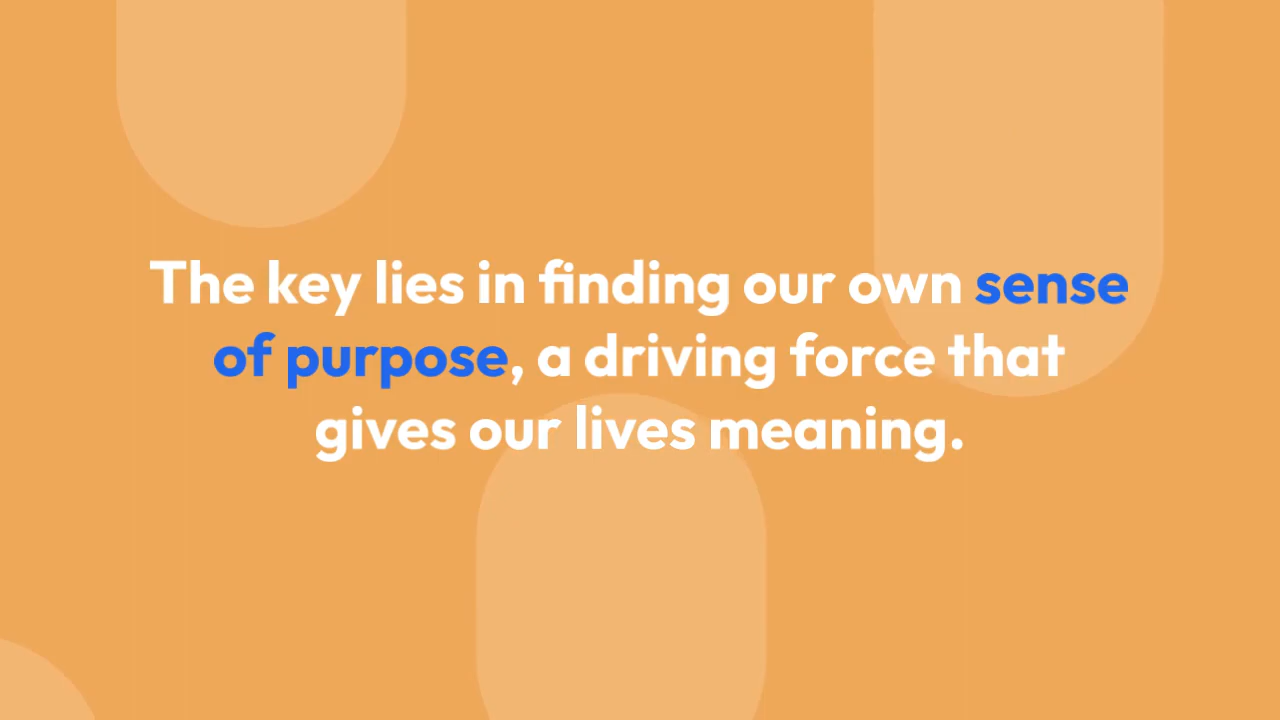 The key lies in finding our own sense
of purpose, a driving force that
gives our lives meaning.